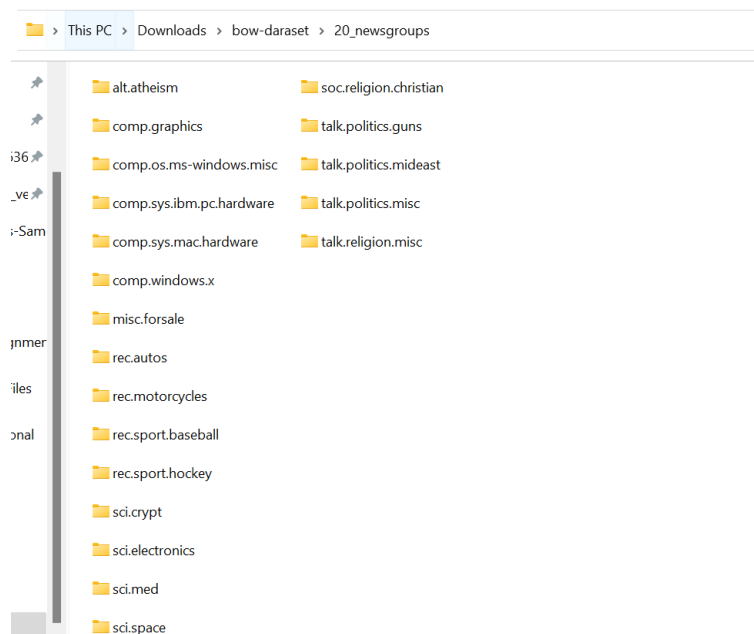 This PC > Downloads > bow-daraset > 20_newsgroups
alt.atheism
comp.graphics
comp.os.ms-windows.misc
comp.sys.ibm.pc.hardware
comp.sys.mac.hardware
comp.windows.x
misc.forsale
rec.autos
rec.motorcycles
rec.sport.baseball
rec.sport.hockey
sci.crypt
sci.electronics
sci.med
sci.space
soc.religion.christian
talk.politics.guns
talk.politics.mideast
talk.politics.misc
talk.religion.misc